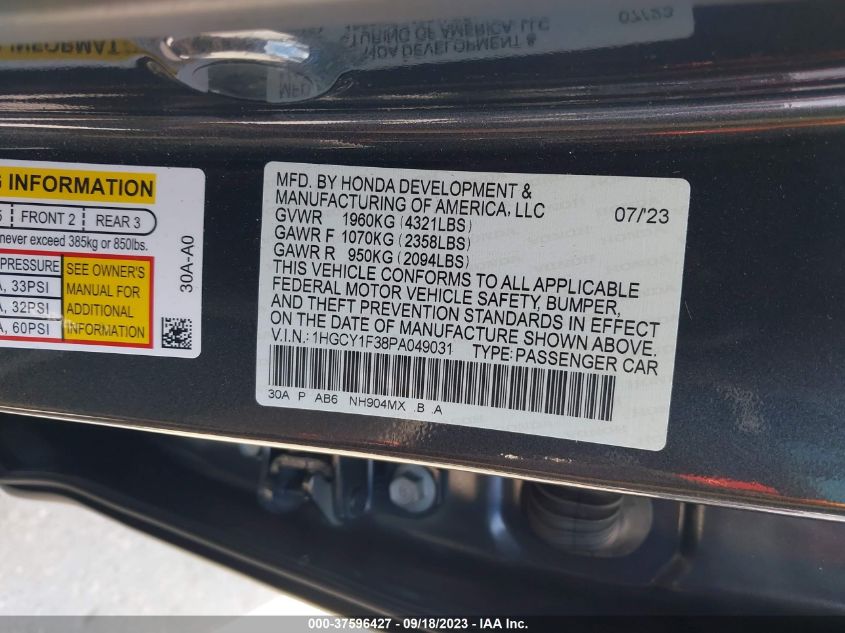 G INFORMATION
5 FRONT 2 REAR 3
never exceed 385kg or 850lbs.
PRESSURE
A, 33PSI
A, 32PSI
A, 60PSI
SEE OWNER'S
MANUAL FOR
ADDITIONAL
INFORMATION
30A-A0
MFD. BY HONDA DEVELOPMENT &
MANUFACTURING OF AMERICA, LLC 07/'23
GVWR 1960KG (4321LBS)
GAWR F 1070KG (2358LBS)
GAWR R 950KG (2094LBS)
THIS VEHICLE CONFORMS TO ALL APPLICABLE
FEDERAL MOTOR VEHICLE SAFETY, BUMPER,
AND THEFT PREVENTION STANDARDS IN EFFECT
ON THE DATE OF MANUFACTURE SHOWN ABOVE.
V.I.N.: 1HGCY1F38PA049031 TYPE: PASSENGER CAR
30A P AB6 NH904MX .B .A
000-37596427 - 09/18/2023 - IAA Inc.